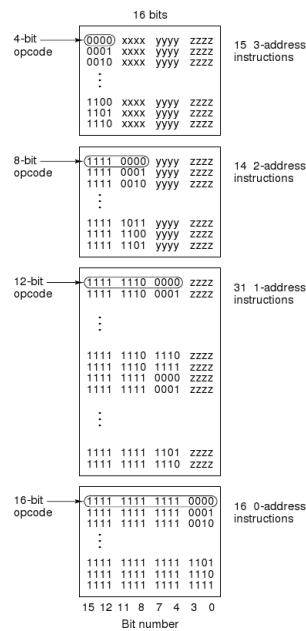 16 bits
4-bit opcode
0000 xxxx yyyy zzzz
0001 xxxx yyyy zzzz
0010 xxxx yyyy zzzz
1100 xxxx yyyy zzzz
1101 xxxx yyyy zzzz
1110 xxxx yyyy zzzz
15 3-address instructions
8-bit opcode
1111 0000 yyyy zzzz
1111 0001 yyyy zzzz
1111 0010 yyyy zzzz
1111 1011 yyyy zzzz
1111 1100 yyyy zzzz
1111 1101 yyyy zzzz
14 2-address instructions
12-bit opcode
1111 1110 0000 zzzz
1111 1110 0001 zzzz
1111 1110 1110 zzzz
1111 1110 1111 zzzz
1111 1111 0000 zzzz
1111 1111 0001 zzzz
1111 1111 1101 zzzz
1111 1111 1110 zzzz
31 1-address instructions
16-bit opcode
1111 1111 1111 0000
1111 1111 1111 0001
1111 1111 1111 0010
1111 1111 1111 1101
1111 1111 1111 1110
1111 1111 1111 1111
16 0-address instructions
15 12 11 8 7 4 3 0
Bit number